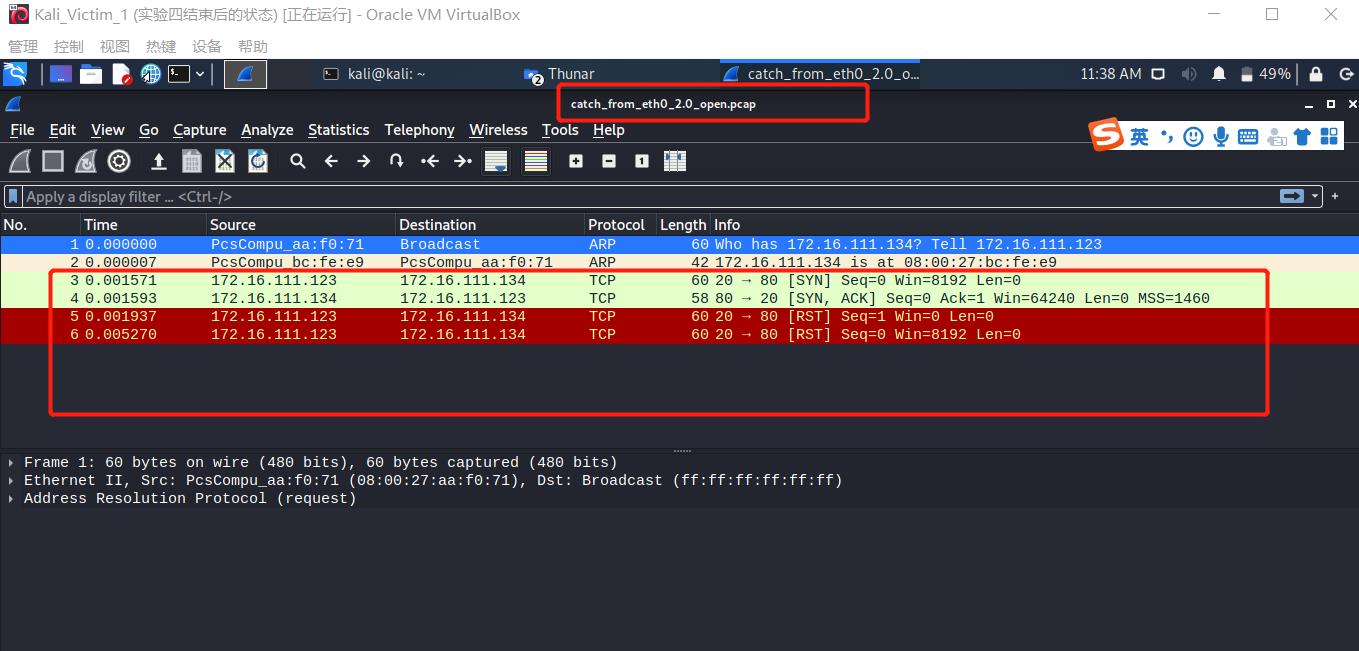 Kali_Victim_1 (实验四结束后的状态) [正在运行] - Oracle VM VirtualBox
管理 控制 视图 热键 设备 帮助
kali@kali: ~ 2 Thunar catch_from_eth0_2.0_o... 11:38 AM 49%
catch_from_eth0_2.0_open.pcap
File Edit View Go Capture Analyze Statistics Telephony Wireless Tools Help
S 英
Apply a display filter ... <Ctrl-/>
No. Time Source Destination Protocol Length Info
1 0.000000 PcsCompu_aa:f0:71 Broadcast ARP 60 Who has 172.16.111.134? Tell 172.16.111.123
2 0.000007 PcsCompu_bc:fe:e9 PcsCompu_aa:f0:71 ARP 42 172.16.111.134 is at 08:00:27:bc:fe:e9
3 0.001571 172.16.111.123 172.16.111.134 TCP 60 20 → 80 [SYN] Seq=0 Win=8192 Len=0
4 0.001593 172.16.111.134 172.16.111.123 TCP 58 80 → 20 [SYN, ACK] Seq=0 Ack=1 Win=64240 Len=0 MSS=1460
5 0.001937 172.16.111.123 172.16.111.134 TCP 60 20 → 80 [RST] Seq=1 Win=0 Len=0
6 0.005270 172.16.111.123 172.16.111.134 TCP 60 20 → 80 [RST] Seq=0 Win=8192 Len=0
Frame 1: 60 bytes on wire (480 bits), 60 bytes captured (480 bits)
Ethernet II, Src: PcsCompu_aa:f0:71 (08:00:27:aa:f0:71), Dst: Broadcast (ff:ff:ff:ff:ff:ff)
Address Resolution Protocol (request)